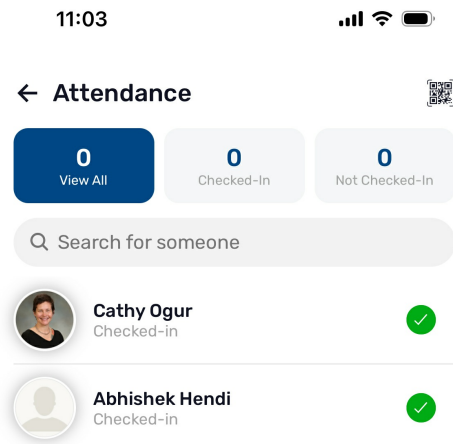 11:03
Attendance
0
View All
0
Checked-In
0
Not Checked-In
Search for someone
Cathy Ogur
Checked-in
Abhishek Hendi
Checked-in